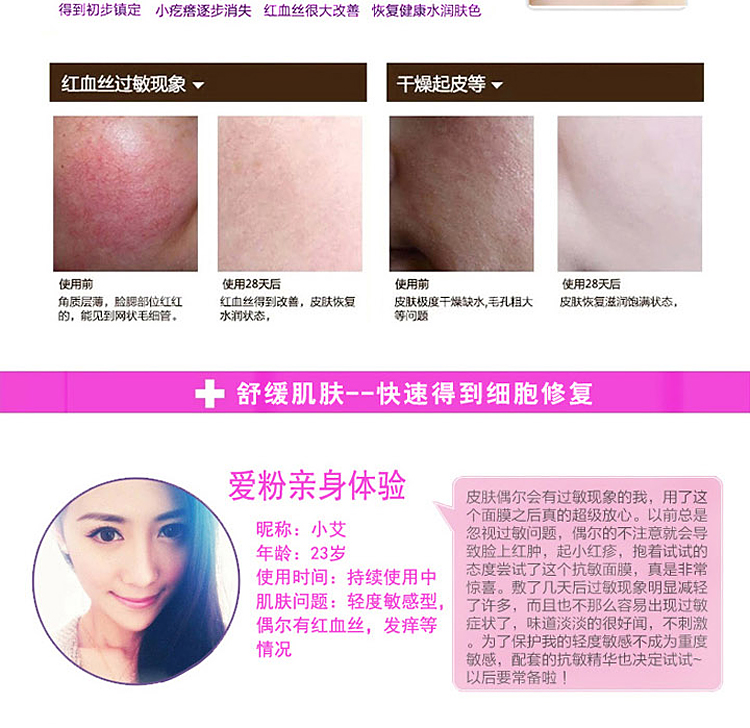 得到初步镇定 小疙瘩逐步消失 红血丝很大改善 恢复健康水润肤色
红血丝过敏现象
干燥起皮等
使用前
角质层薄，脸腮部位红红
的，能见到网状毛细管。
使用28天后
红血丝得到改善，皮肤恢复
水润状态，
使用前
皮肤极度干燥缺水,毛孔粗大
等问题
使用28天后
皮肤恢复滋润饱满状态，
舒缓肌肤--快速得到细胞修复
爱粉亲身体验
昵称：小艾
年龄：23岁
使用时间：持续使用中
肌肤问题：轻度敏感型，
偶尔有红血丝，发痒等
情况
皮肤偶尔会有过敏现象的我，用了这
个面膜之后真的超级放心。以前总是
忽视过敏问题，偶尔的不注意就会导
致脸上红肿，起小红疹，抱着试试的
态度尝试了这个抗敏面膜，真是非常
惊喜。敷了几天后过敏现象明显减轻
了许多，而且也不那么容易出现过敏
症状了，味道淡淡的很好闻，不刺激
。为了保护我的轻度敏感不成为重度
敏感，配套的抗敏精华也决定试试~
以后要常备啦！